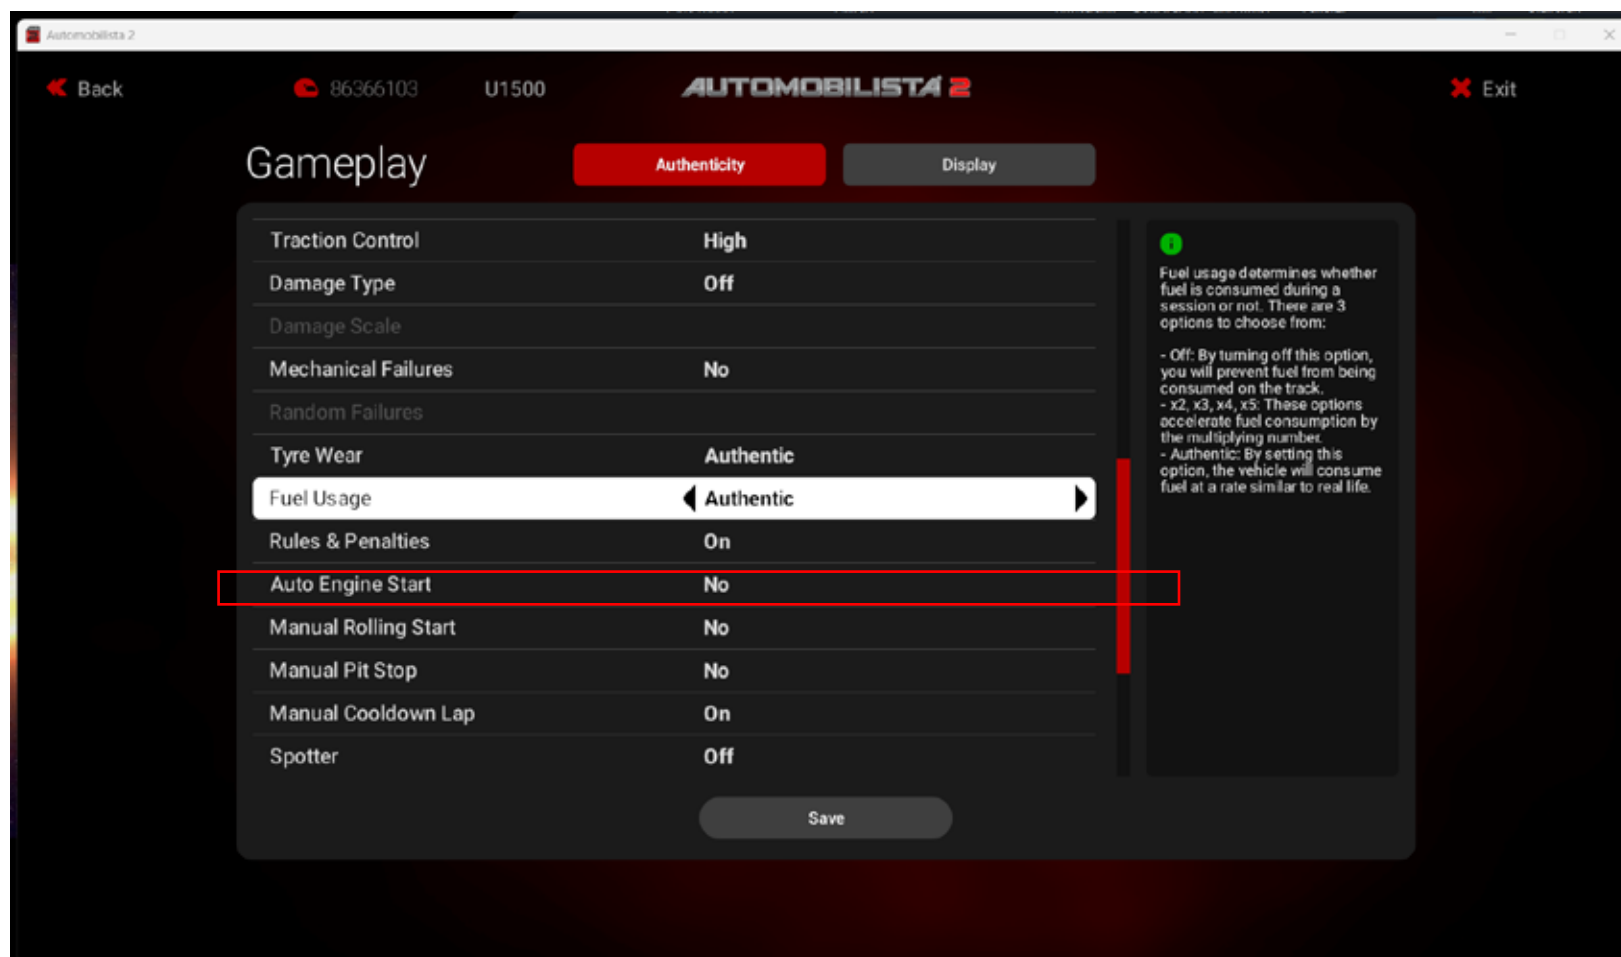 Automobilista 2
Back
86366103
U1500
AUTOMOBILISTA 2
Exit
Gameplay
Authenticity
Display
Traction Control High
Damage Type Off
Damage Scale
Mechanical Failures No
Random Failures
Tyre Wear Authentic
Fuel Usage Authentic
Rules & Penalties On
Auto Engine Start No
Manual Rolling Start No
Manual Pit Stop No
Manual Cooldown Lap On
Spotter Off
Save
Fuel usage determines whether
fuel is consumed during a
session or not. There are 3
options to choose from:
- Off: By turning off this option,
you will prevent fuel from being
consumed on the track.
- x2, x3, x4, x5: These options
accelerate fuel consumption by
the multiplying number.
- Authentic: By setting this
option, the vehicle will consume
fuel at a rate similar to real life.